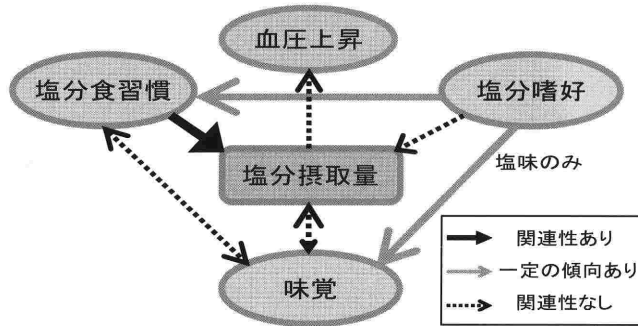 血圧上昇
塩分食習慣
塩分嗜好
塩味のみ
塩分摂取量
味覚
関連性あり
一定の傾向あり
関連性なし